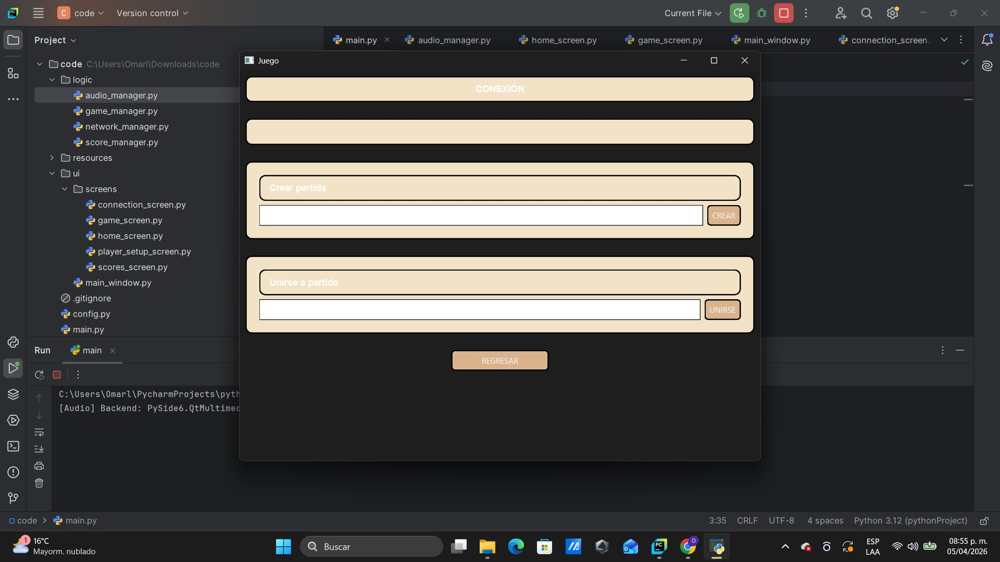 C code Version control Current File
Project
main.py audio_manager.py home_screen.py game_screen.py main_window.py connection_screen.
code C:\Users\Omarl\Downloads\code
logic
audio_manager.py
game_manager.py
network_manager.py
score_manager.py
resources
ui
screens
connection_screen.py
game_screen.py
home_screen.py
player_setup_screen.py
scores_screen.py
main_window.py
.gitignore
config.py
main.py
Juego
CONEXIÓN
Crear partida
CREAR
Unirse a partida
UNIRSE
REGRESAR
Run main
C:\Users\Omarl\PycharmProjects\pyth
[Audio] Backend: PySide6.QtMultimed
code main.py 3:35 CRLF UTF-8 4 spaces Python 3.12 (pythonProject)
1 16°C
Mayorm. nublado
Buscar
0
ESP
LAA
08:55 p. m.
05/04/2026